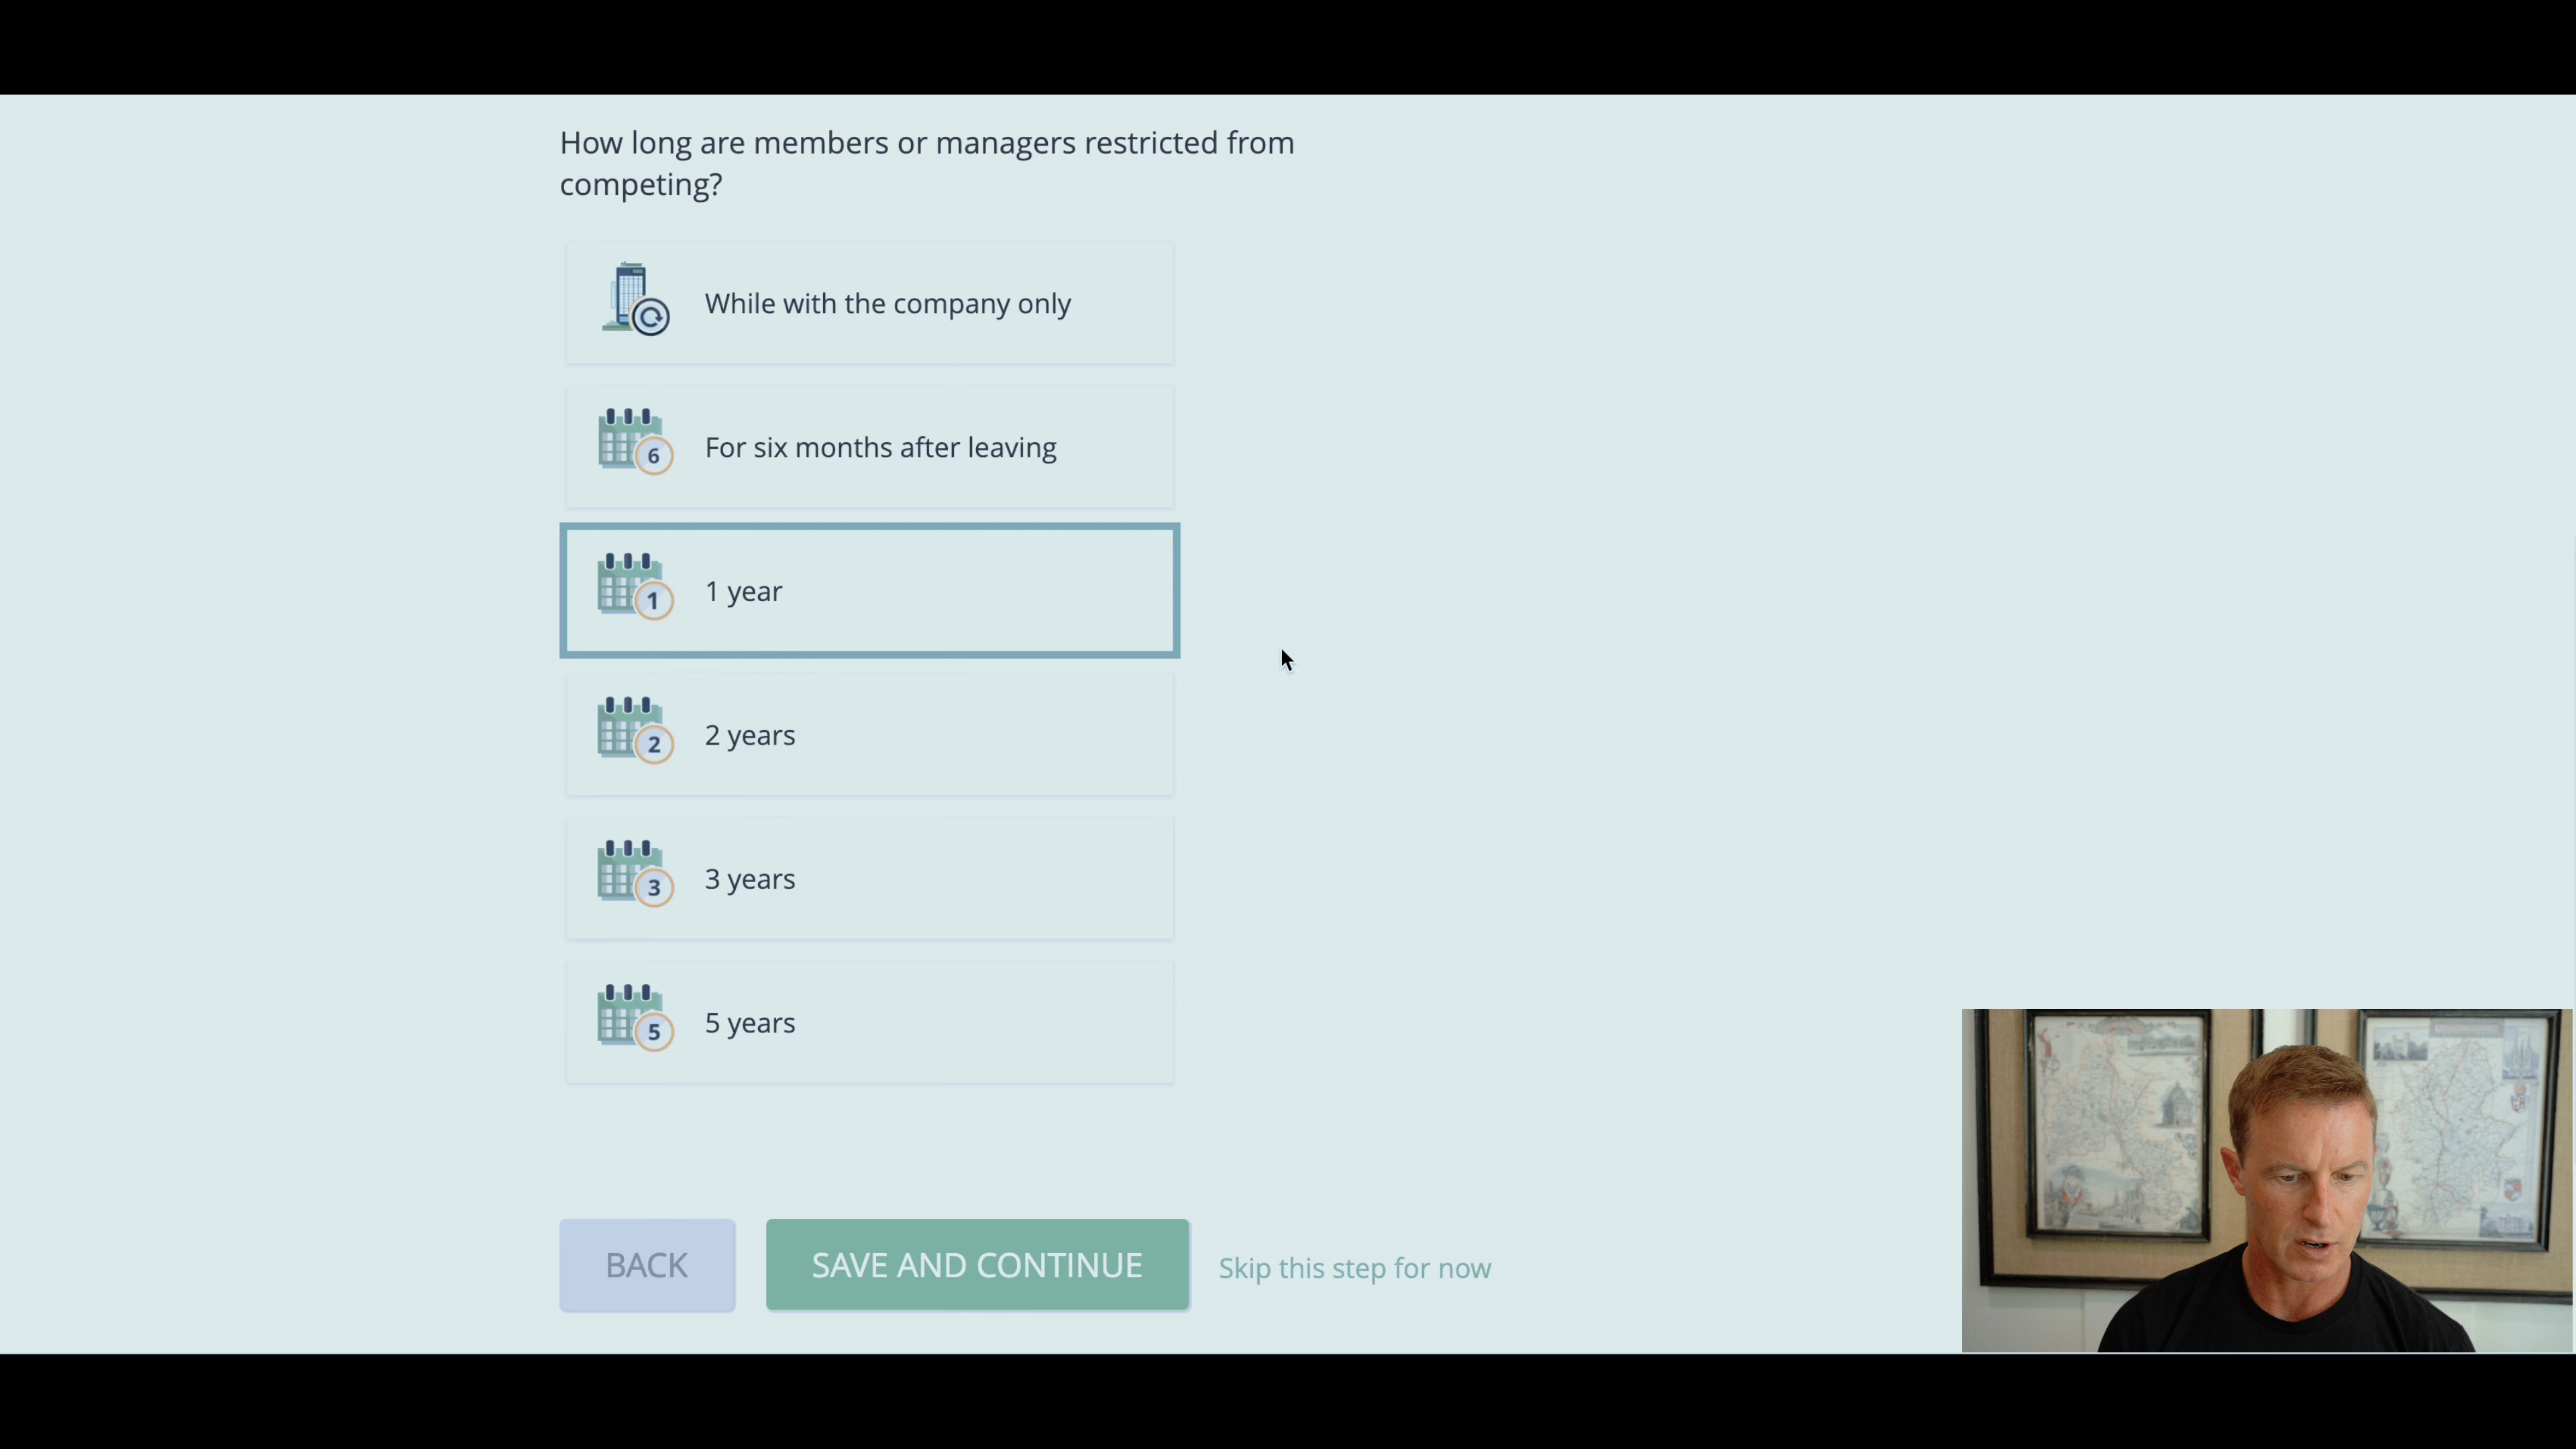 How long are members or managers restricted from
competing?
While with the company only
6
For six months after leaving
1
1 year
2
2 years
3
3 years
5
5 years
BACK
SAVE AND CONTINUE
Skip this step for now